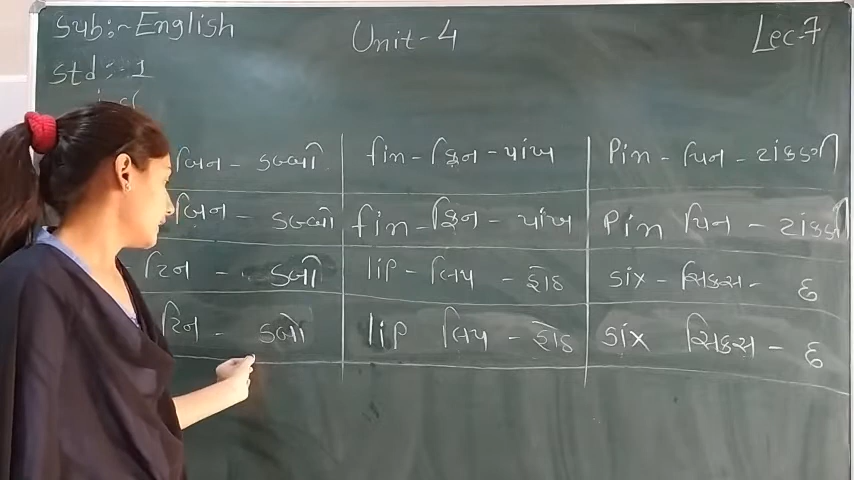 Sub:- English Unit-4 Lec-7
Std :- 1
બિન - ડબ્બો fin - ફિન - પાંખ Pin - પિન - ટાંકણી
બિન - ડબ્બો fin - ફિન - પાંખ Pin પિન - ટાંકણી
ટિન - ડબ્બો lip - લિપ - હોઠ six - સિક્સ - ૬
ટિન - ડબ્બો lip લિપ - હોઠ six સિક્સ - ૬